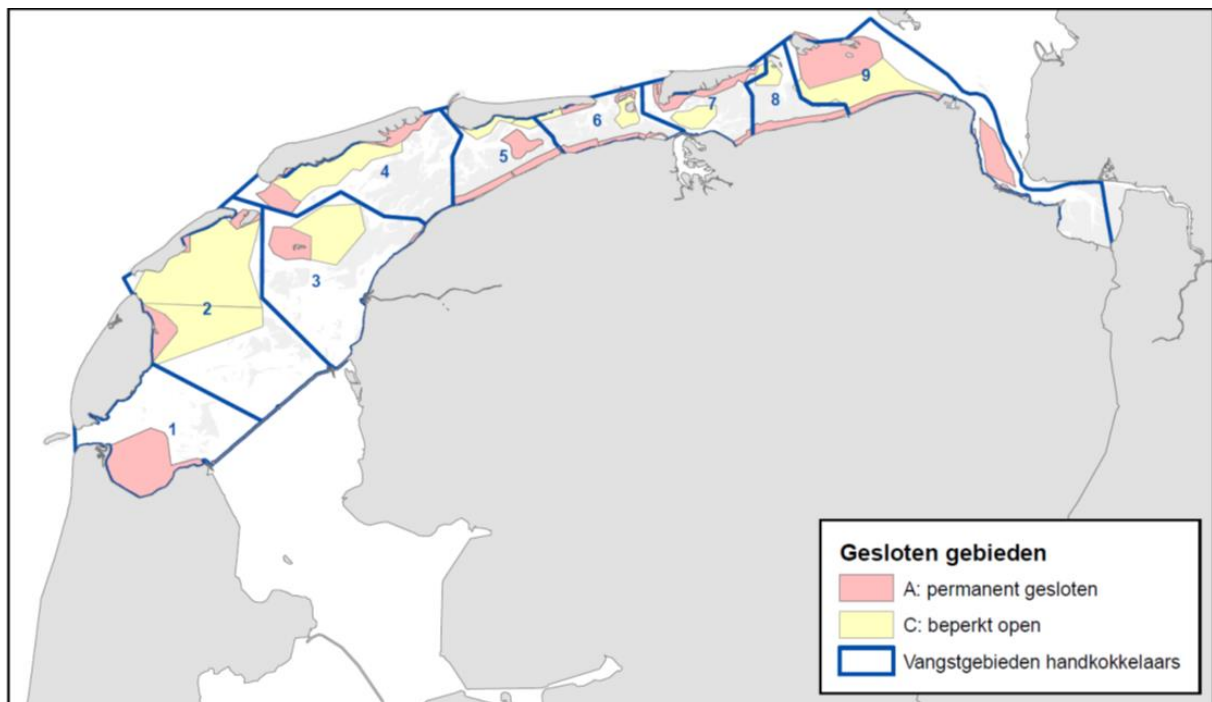 9
7
8
6
5
4
3
2
1
Gesloten gebieden
A: permanent gesloten
C: beperkt open
Vangstgebieden handkokkelaars